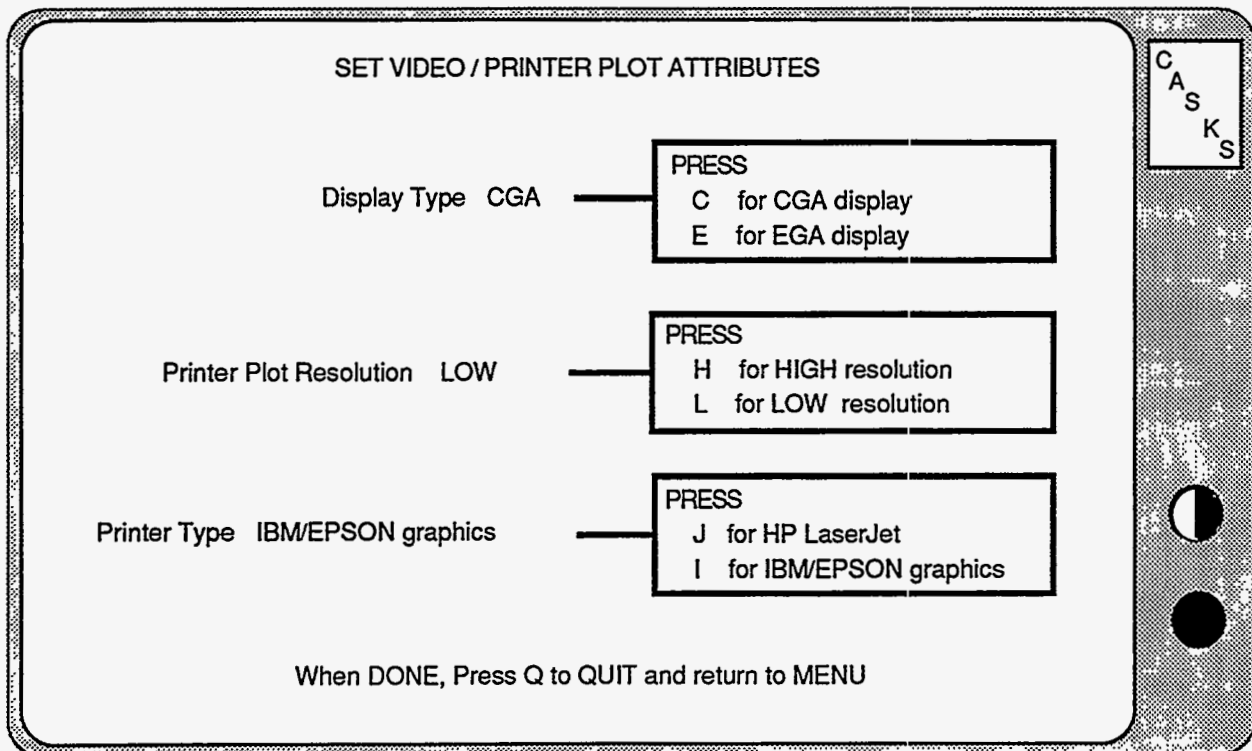 SET VIDEO / PRINTER PLOT ATTRIBUTES
CASKS
Display Type CGA
PRESS
C for CGA display
E for EGA display
Printer Plot Resolution LOW
PRESS
H for HIGH resolution
L for LOW resolution
Printer Type IBM/EPSON graphics
PRESS
J for HP LaserJet
I for IBM/EPSON graphics
When DONE, Press Q to QUIT and return to MENU